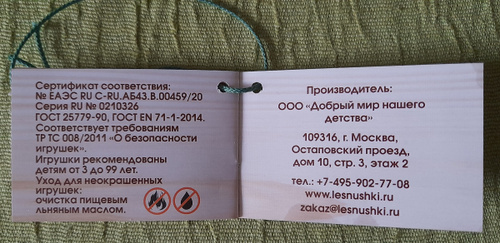 Сертификат соответствия:
№ ЕАЭС RU C-RU.АБ43.В.00459/20
Серия RU № 0210326
ГОСТ 25779-90, ГОСТ EN 71-1-2014.
Соответствует требованиям
ТР ТС 008/2011 «О безопасности
игрушек».
Игрушки рекомендованы
детям от 3 до 99 лет.
Уход для неокрашенных
игрушек:
очистка пищевым
льняным маслом.
Производитель:
ООО «Добрый мир нашего
детства»
109316, г. Москва,
Остаповский проезд,
дом 10, стр. 3, этаж 2
тел.: +7-495-902-77-08
www.lesnushki.ru
zakaz@lesnushki.ru